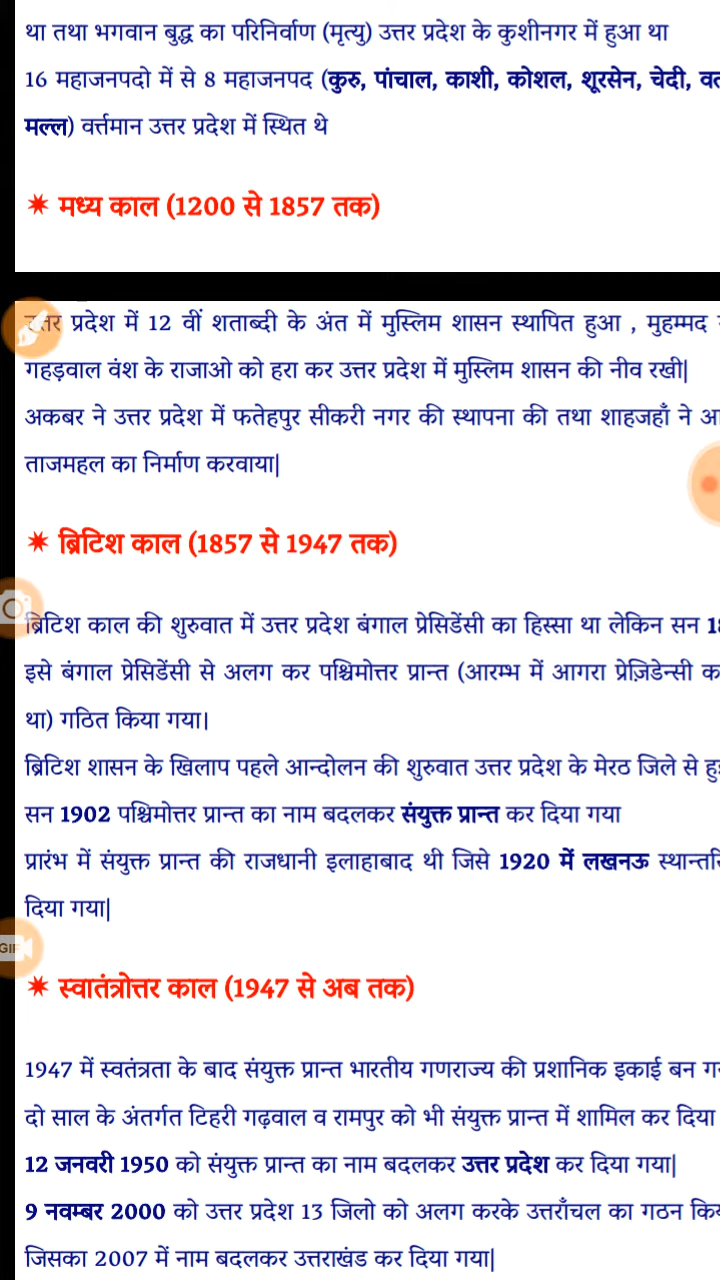 था तथा भगवान बुद्ध का परिनिर्वाण (मृत्यु) उत्तर प्रदेश के कुशीनगर में हुआ था
16 महाजनपदो में से 8 महाजनपद (कुरु, पांचाल, काशी, कोशल, शूरसेन, चेदी,
मल्ल) वर्त्तमान उत्तर प्रदेश में स्थित थे
✷ मध्य काल (1200 से 1857 तक)
प्रदेश में 12 वीं शताब्दी के अंत में मुस्लिम शासन स्थापित हुआ , मुहम्मद
गहड़वाल वंश के राजाओ को हरा कर उत्तर प्रदेश में मुस्लिम शासन की नीव रखी|
अकबर ने उत्तर प्रदेश में फतेहपुर सीकरी नगर की स्थापना की तथा शाहजहाँ ने
ताजमहल का निर्माण करवाया|
✷ ब्रिटिश काल (1857 से 1947 तक)
ब्रिटिश काल की शुरुवात में उत्तर प्रदेश बंगाल प्रेसिडेंसी का हिस्सा था लेकिन सन
इसे बंगाल प्रेसिडेंसी से अलग कर पश्चिमोत्तर प्रान्त (आरम्भ में आगरा प्रेज़िडेन्सी
था) गठित किया गया।
ब्रिटिश शासन के खिलाप पहले आन्दोलन की शुरुवात उत्तर प्रदेश के मेरठ जिले से
सन 1902 पश्चिमोत्तर प्रान्त का नाम बदलकर संयुक्त प्रान्त कर दिया गया
प्रारंभ में संयुक्त प्रान्त की राजधानी इलाहाबाद थी जिसे 1920 में लखनऊ
दिया गया|
GIF
✷ स्वातंत्रोत्तर काल (1947 से अब तक)
1947 में स्वतंत्रता के बाद संयुक्त प्रान्त भारतीय गणराज्य की प्रशानिक इकाई बन
दो साल के अंतर्गत टिहरी गढ़वाल व रामपुर को भी संयुक्त प्रान्त में शामिल कर दिया
12 जनवरी 1950 को संयुक्त प्रान्त का नाम बदलकर उत्तर प्रदेश कर दिया गया|
9 नवम्बर 2000 को उत्तर प्रदेश 13 जिलो को अलग करके उत्तराँचल का गठन
जिसका 2007 में नाम बदलकर उत्तराखंड कर दिया गया|